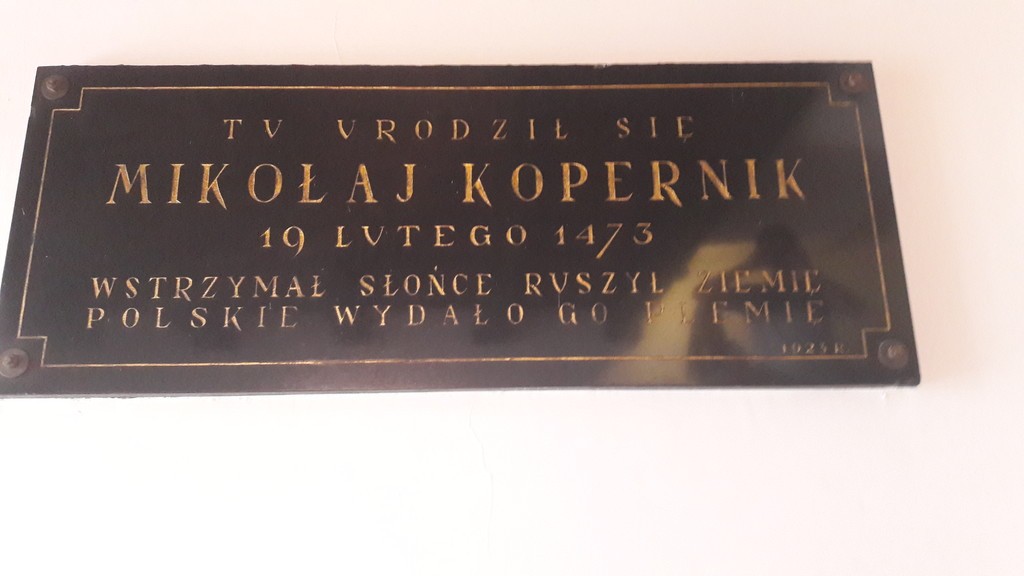 TV VRODZIŁ SIĘ
MIKOŁAJ KOPERNIK
19 LVTEGO 1473
WSTRZYMAŁ SŁOŃCE RVSZYŁ ZIEMIĘ
POLSKIE WYDAŁO GO PLEMIĘ